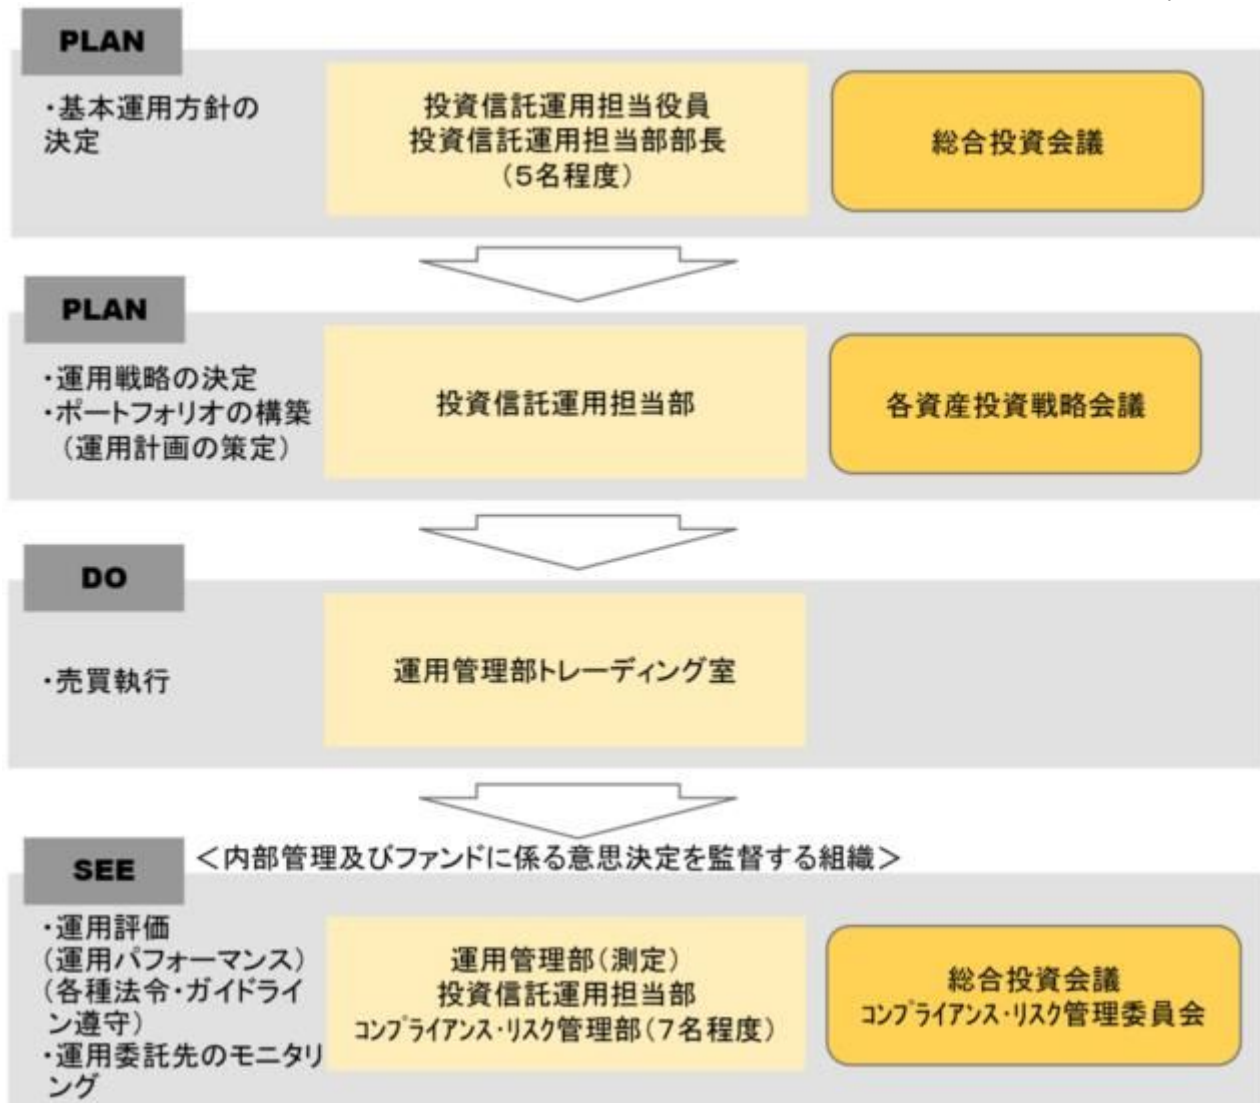 PLAN
・基本運用方針の
決定
投資信託運用担当役員
投資信託運用担当部部長
(5名程度)
総合投資会議
PLAN
・運用戦略の決定
・ポートフォリオの構築
(運用計画の策定)
投資信託運用担当部
各資産投資戦略会議
DO
・売買執行
運用管理部トレーディング室
SEE
＜内部管理及びファンドに係る意思決定を監督する組織＞
・運用評価
(運用パフォーマンス)
(各種法令・ガイドライ
ン遵守)
・運用委託先のモニタリ
ング
運用管理部(測定)
投資信託運用担当部
ｺﾝﾌﾟﾗｲｱﾝｽ・ﾘｽｸ管理部(7名程度)
総合投資会議
ｺﾝﾌﾟﾗｲｱﾝｽ・ﾘｽｸ管理委員会